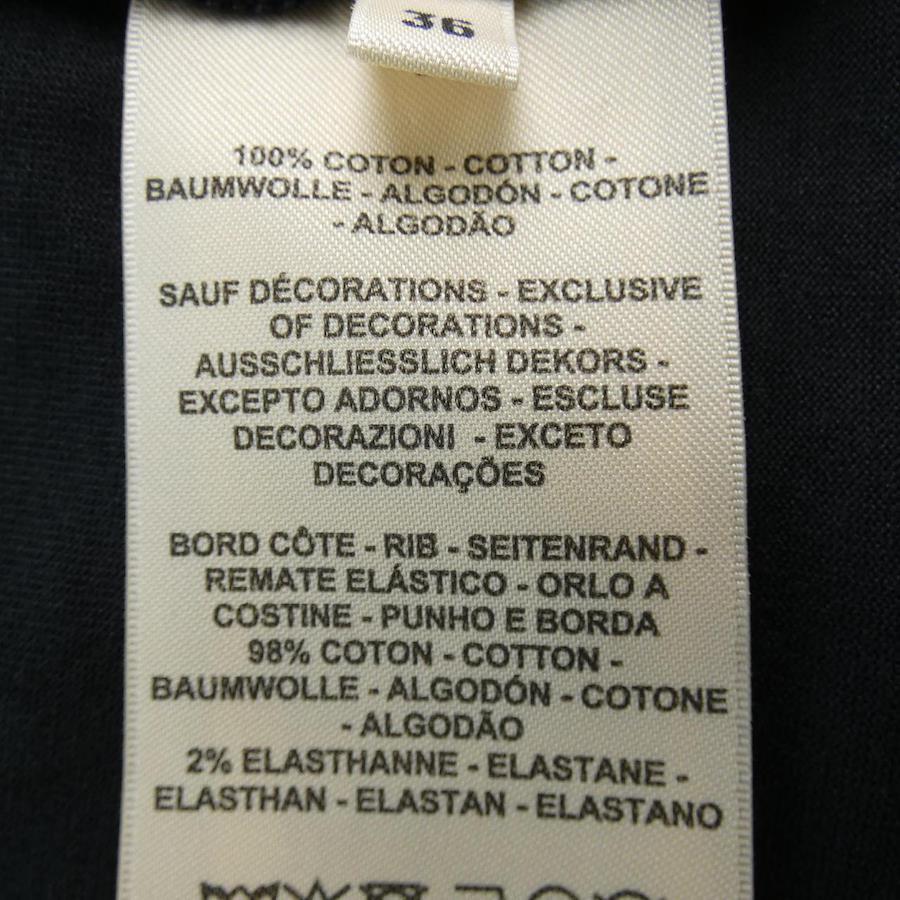 36
100% COTON - COTTON -
BAUMWOLLE - ALGODÓN - COTONE
- ALGODÃO
SAUF DÉCORATIONS - EXCLUSIVE
OF DECORATIONS -
AUSSCHLIESSLICH DEKORS -
EXCEPTO ADORNOS - ESCLUSE
DECORAZIONI - EXCETO
DECORAÇÕES
BORD CÔTE - RIB - SEITENRAND -
REMATE ELÁSTICO - ORLO A
COSTINE - PUNHO E BORDA
98% COTON - COTTON -
BAUMWOLLE - ALGODÓN - COTONE
- ALGODÃO
2% ELASTHANNE - ELASTANE -
ELASTHAN - ELASTAN - ELASTANO